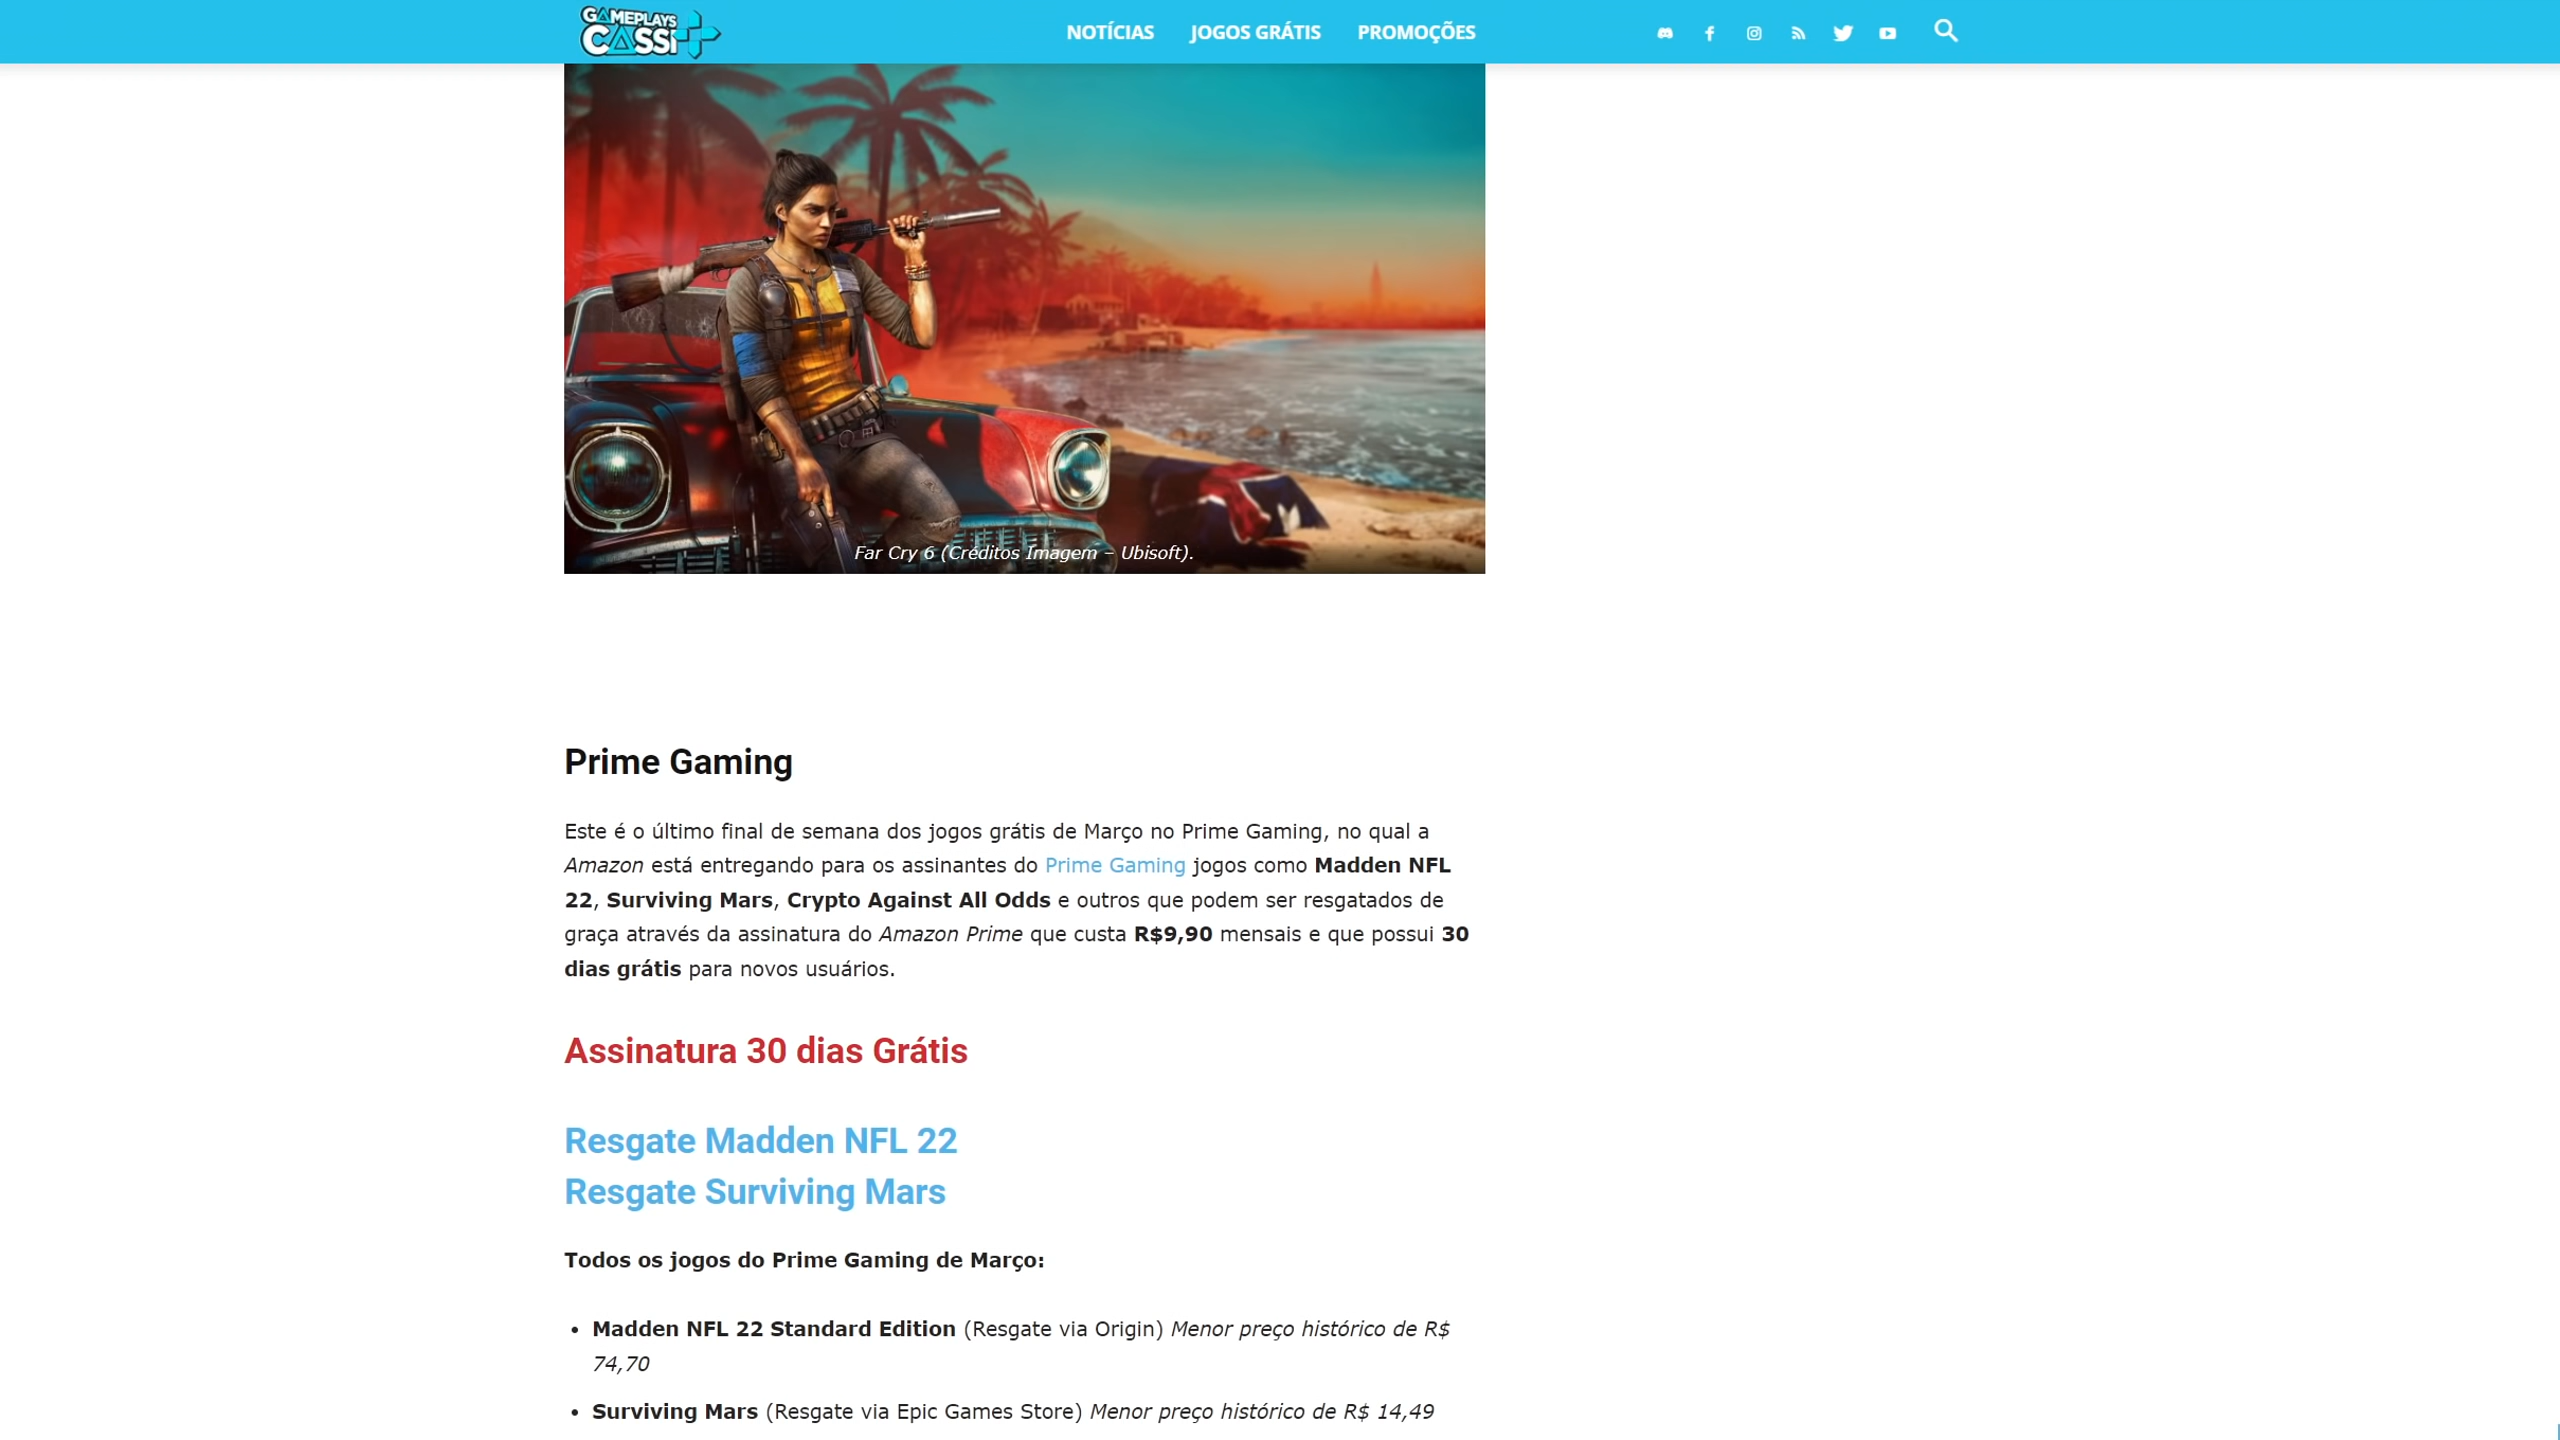 GAMEPLAYS
CASSI
NOTÍCIAS
JOGOS GRÁTIS
PROMOÇÕES
Far Cry 6 (Créditos Imagem – Ubisoft).
Prime Gaming
Este é o último final de semana dos jogos grátis de Março no Prime Gaming, no qual a
Amazon está entregando para os assinantes do Prime Gaming jogos como Madden NFL
22, Surviving Mars, Crypto Against All Odds e outros que podem ser resgatados de
graça através da assinatura do Amazon Prime que custa R$9,90 mensais e que possui 30
dias grátis para novos usuários.
Assinatura 30 dias Grátis
Resgate Madden NFL 22
Resgate Surviving Mars
Todos os jogos do Prime Gaming de Março:
• Madden NFL 22 Standard Edition (Resgate via Origin) Menor preço histórico de R$
74,70
• Surviving Mars (Resgate via Epic Games Store) Menor preço histórico de R$ 14,49